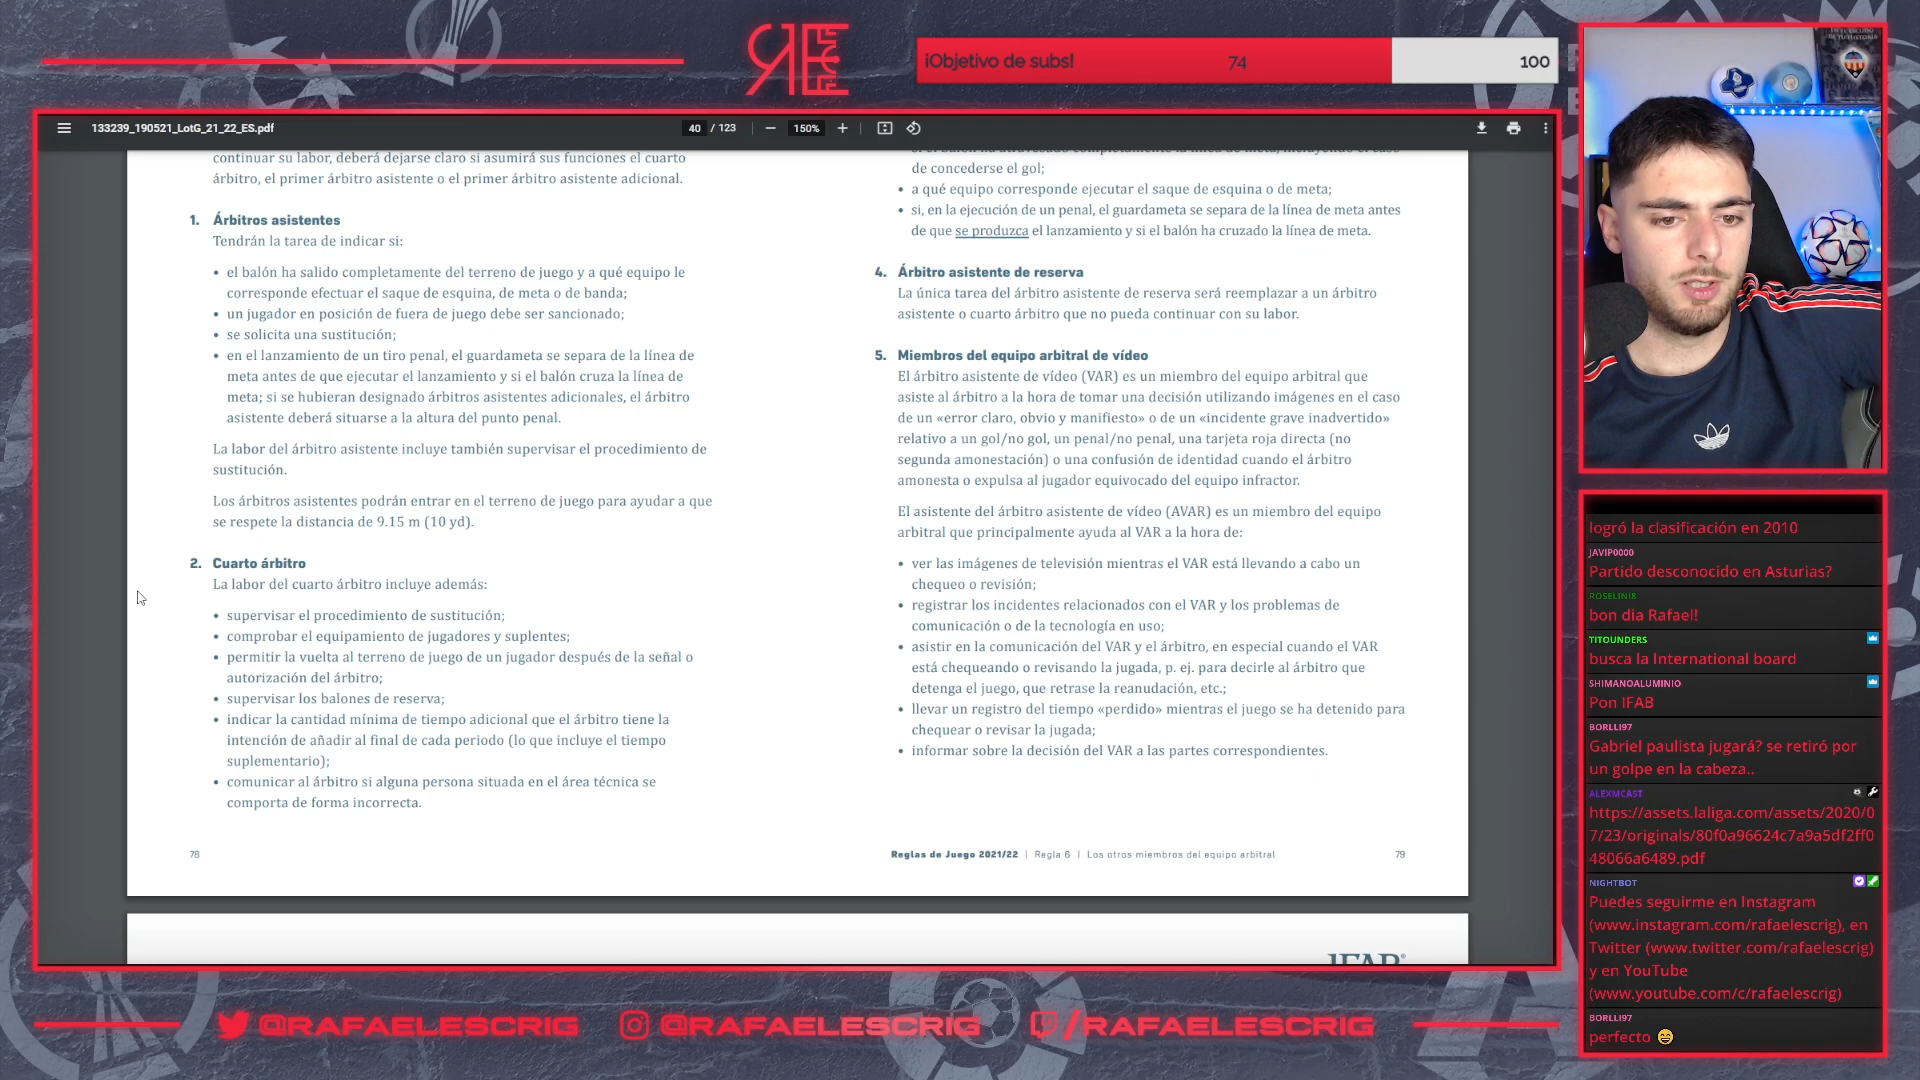 ¡Objetivo de subs!
74
100
133239_190521_LotG_21_22_ES.pdf
40 / 123
150%
continuar su labor, deberá dejarse claro si asumirá sus funciones el cuarto
árbitro, el primer árbitro asistente o el primer árbitro asistente adicional.
1. Árbitros asistentes
Tendrán la tarea de indicar si:
• el balón ha salido completamente del terreno de juego y a qué equipo le
corresponde efectuar el saque de esquina, de meta o de banda;
• un jugador en posición de fuera de juego debe ser sancionado;
• se solicita una sustitución;
• en el lanzamiento de un tiro penal, el guardameta se separa de la línea de
meta antes de que ejecutar el lanzamiento y si el balón cruza la línea de
meta; si se hubieran designado árbitros asistentes adicionales, el árbitro
asistente deberá situarse a la altura del punto penal.
La labor del árbitro asistente incluye también supervisar el procedimiento de
sustitución.
Los árbitros asistentes podrán entrar en el terreno de juego para ayudar a que
se respete la distancia de 9.15 m (10 yd).
2. Cuarto árbitro
La labor del cuarto árbitro incluye además:
• supervisar el procedimiento de sustitución;
• comprobar el equipamiento de jugadores y suplentes;
• permitir la vuelta al terreno de juego de un jugador después de la señal o
autorización del árbitro;
• supervisar los balones de reserva;
• indicar la cantidad mínima de tiempo adicional que el árbitro tiene la
intención de añadir al final de cada periodo (lo que incluye el tiempo
suplementario);
• comunicar al árbitro si alguna persona situada en el área técnica se
comporta de forma incorrecta.
78
de concederse el gol;
• a qué equipo corresponde ejecutar el saque de esquina o de meta;
• si, en la ejecución de un penal, el guardameta se separa de la línea de meta antes
de que se produzca el lanzamiento y si el balón ha cruzado la línea de meta.
4. Árbitro asistente de reserva
La única tarea del árbitro asistente de reserva será reemplazar a un árbitro
asistente o cuarto árbitro que no pueda continuar con su labor.
5. Miembros del equipo arbitral de vídeo
El árbitro asistente de vídeo (VAR) es un miembro del equipo arbitral que
asiste al árbitro a la hora de tomar una decisión utilizando imágenes en el caso
de un «error claro, obvio y manifiesto» o de un «incidente grave inadvertido»
relativo a un gol/no gol, un penal/no penal, una tarjeta roja directa (no
segunda amonestación) o una confusión de identidad cuando el árbitro
amonesta o expulsa al jugador equivocado del equipo infractor.
El asistente del árbitro asistente de vídeo (AVAR) es un miembro del equipo
arbitral que principalmente ayuda al VAR a la hora de:
• ver las imágenes de televisión mientras el VAR está llevando a cabo un
chequeo o revisión;
• registrar los incidentes relacionados con el VAR y los problemas de
comunicación o de la tecnología en uso;
• asistir en la comunicación del VAR y el árbitro, en especial cuando el VAR
está chequeando o revisando la jugada, p. ej. para decirle al árbitro que
detenga el juego, que retrase la reanudación, etc.;
• llevar un registro del tiempo «perdido» mientras el juego se ha detenido para
chequear o revisar la jugada;
• informar sobre la decisión del VAR a las partes correspondientes.
Reglas de Juego 2021/22 | Regla 6 | Los otros miembros del equipo arbitral
79
IFAB
logró la clasificación en 2010
JAVIP0000
Partido desconocido en Asturias?
ROSELINI8
bon dia Rafael!
TITOUNDERS
busca la International board
SHIMANOALUMINIO
Pon IFAB
BORLLI97
Gabriel paulista jugará? se retiró por
un golpe en la cabeza..
ALEXMCAST
https://assets.laliga.com/assets/2020/0
7/23/originals/80f0a96624c7a9a5df2ff0
48066a6489.pdf
NIGHTBOT
Puedes seguirme en Instagram
(www.instagram.com/rafaelescrig), en
Twitter (www.twitter.com/rafaelescrig)
y en YouTube
(www.youtube.com/c/rafaelescrig)
BORLLI97
perfecto 😄
@RAFAELESCRIG
@RAFAELESCRIG
/RAFAELESCRIG